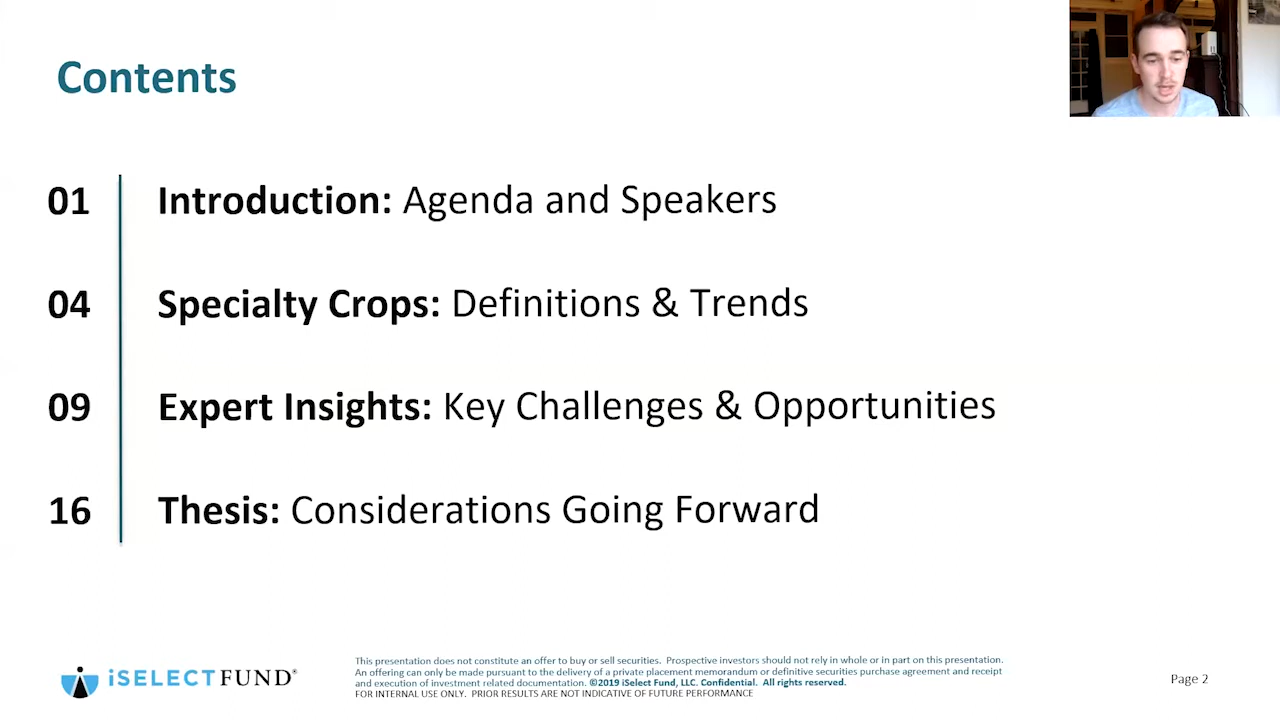 Contents
01 Introduction: Agenda and Speakers
04 Specialty Crops: Definitions & Trends
09 Expert Insights: Key Challenges & Opportunities
16 Thesis: Considerations Going Forward
iSELECTFUND®
This presentation does not constitute an offer to buy or sell securities. Prospective investors should not rely in whole or in part on this presentation.
An offering can only be made pursuant to the delivery of a private placement memorandum or definitive securities purchase agreement and receipt
and execution of investment related documentation. ©2019 iSelect Fund, LLC. Confidential. All rights reserved.
FOR INTERNAL USE ONLY. PRIOR RESULTS ARE NOT INDICATIVE OF FUTURE PERFORMANCE
Page 2